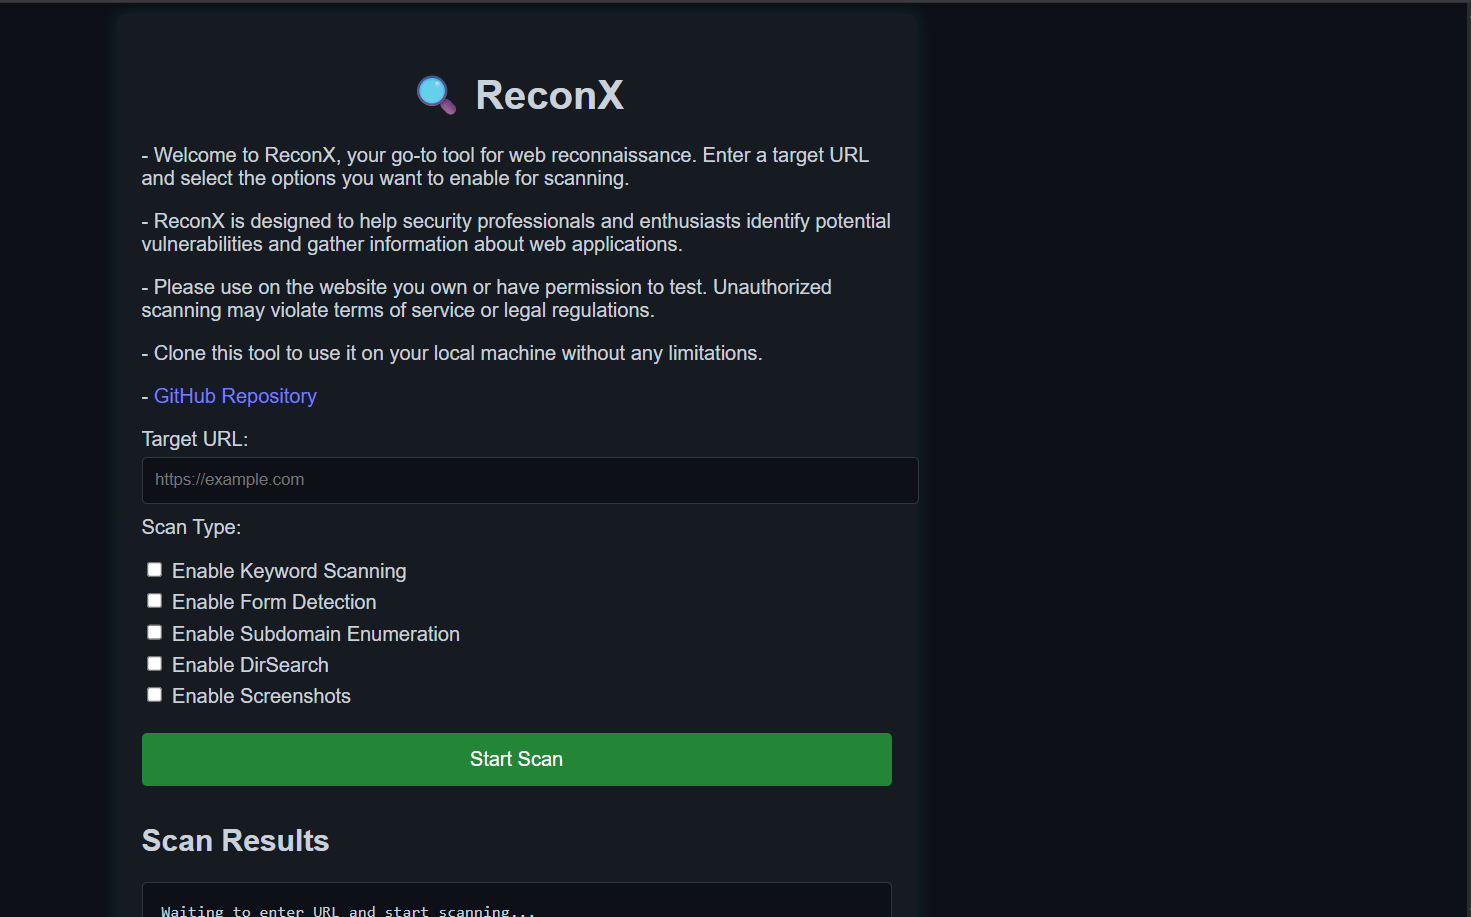 ReconX
- Welcome to ReconX, your go-to tool for web reconnaissance. Enter a target URL
and select the options you want to enable for scanning.
- ReconX is designed to help security professionals and enthusiasts identify potential
vulnerabilities and gather information about web applications.
- Please use on the website you own or have permission to test. Unauthorized
scanning may violate terms of service or legal regulations.
- Clone this tool to use it on your local machine without any limitations.
- GitHub Repository
Target URL:
https://example.com
Scan Type:
Enable Keyword Scanning
Enable Form Detection
Enable Subdomain Enumeration
Enable DirSearch
Enable Screenshots
Start Scan
Scan Results
Waiting to enter URL and start scanning...